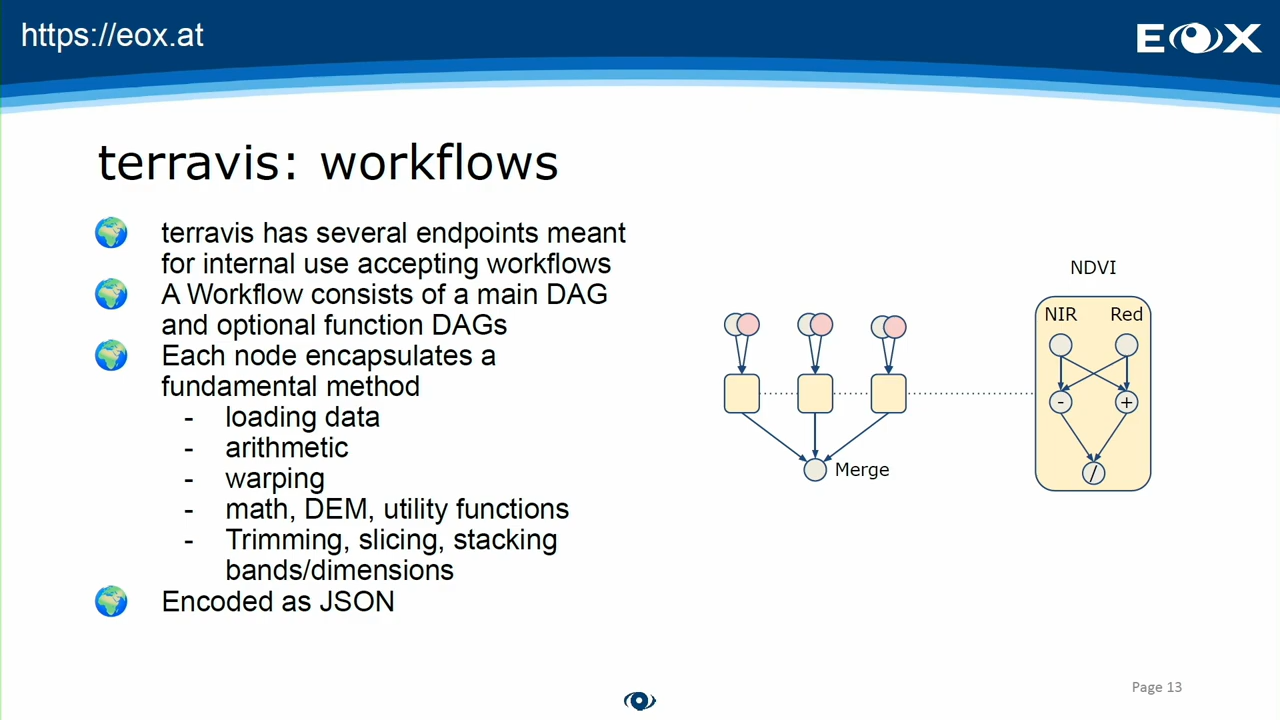 https://eox.at
EOX
terravis: workflows
terravis has several endpoints meant
for internal use accepting workflows
A Workflow consists of a main DAG
and optional function DAGs
Each node encapsulates a
fundamental method
- loading data
- arithmetic
- warping
- math, DEM, utility functions
- Trimming, slicing, stacking
bands/dimensions
Encoded as JSON
NDVI
NIR Red
- +
/
Merge
Page 13